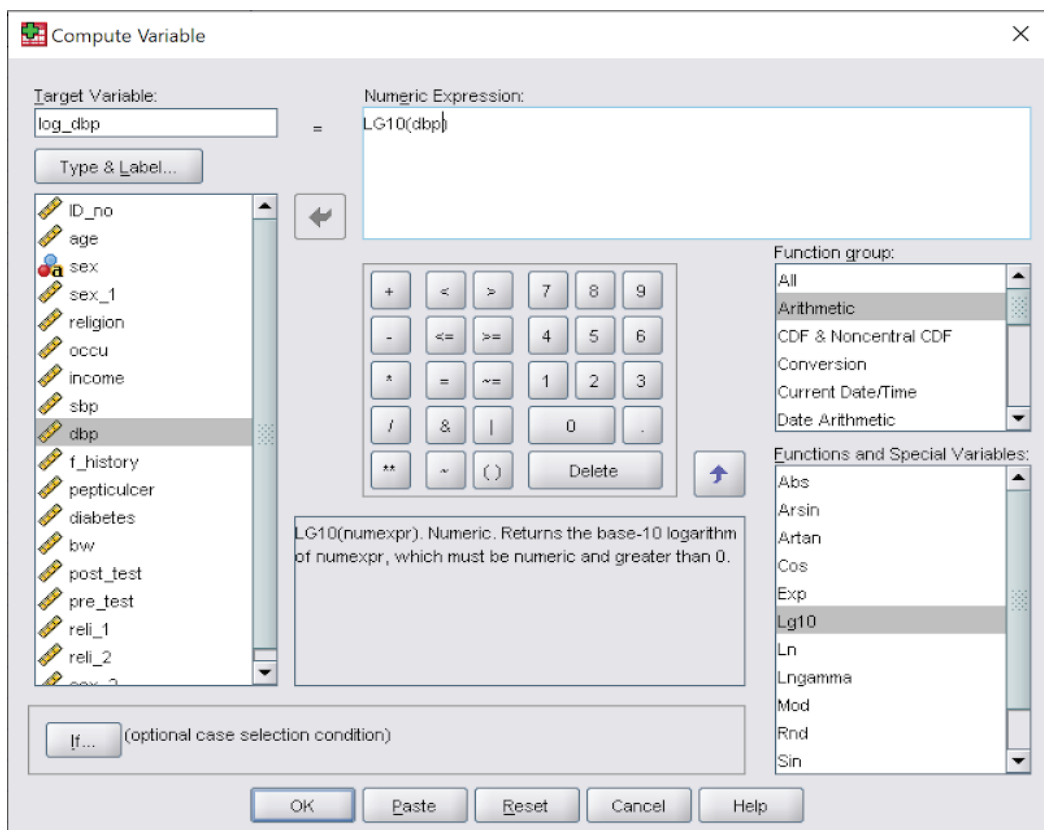 Compute Variable
Target Variable:
log_dbp
=
Numeric Expression:
LG10(dbp)
Type & Label...
ID_no
age
a sex
sex_1
religion
occu
income
sbp
dbp
f_history
pepticulcer
diabetes
bw
post_test
pre_test
reli_1
reli_2
+ < > 7 8 9
- <= >= 4 5 6
* = ~= 1 2 3
/ & | 0 .
** ~ ( ) Delete
Function group:
All
Arithmetic
CDF & Noncentral CDF
Conversion
Current Date/Time
Date Arithmetic
LG10(numexpr). Numeric. Returns the base-10 logarithm
of numexpr, which must be numeric and greater than 0.
Functions and Special Variables:
Abs
Arsin
Artan
Cos
Exp
Lg10
Ln
Lngamma
Mod
Rnd
Sin
If... (optional case selection condition)
OK Paste Reset Cancel Help